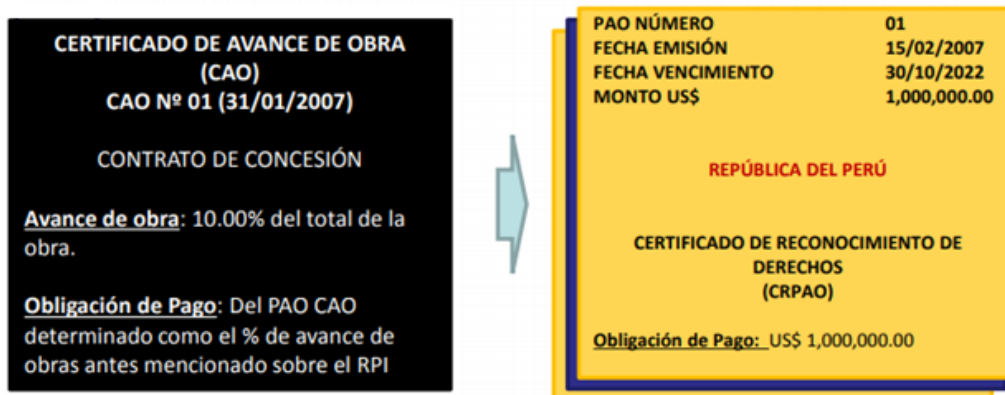 CERTIFICADO DE AVANCE DE OBRA
(CAO)
CAO Nº 01 (31/01/2007)
CONTRATO DE CONCESIÓN
Avance de obra: 10.00% del total de la
obra.
Obligación de Pago: Del PAO CAO
determinado como el % de avance de
obras antes mencionado sobre el RPI
PAO NÚMERO 01
FECHA EMISIÓN 15/02/2007
FECHA VENCIMIENTO 30/10/2022
MONTO US$ 1,000,000.00
REPÚBLICA DEL PERÚ
CERTIFICADO DE RECONOCIMIENTO DE
DERECHOS
(CRPAO)
Obligación de Pago: US$ 1,000,000.00